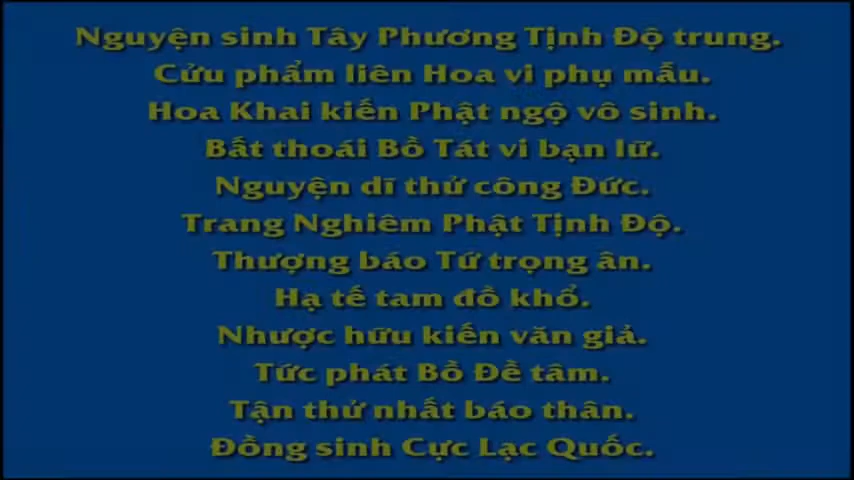 Nguyện sinh Tây Phương Tịnh Độ trung.
Cửu phẩm liên Hoa vi phụ mẫu.
Hoa Khai kiến Phật ngộ vô sinh.
Bất thoái Bồ Tát vi bạn lữ.
Nguyện dĩ thử công Đức.
Trang Nghiêm Phật Tịnh Độ.
Thượng báo Tứ trọng ân.
Hạ tế tam đồ khổ.
Nhược hữu kiến văn giả.
Tức phát Bồ Đề tâm.
Tận thử nhất báo thân.
Đồng sinh Cực Lạc Quốc.